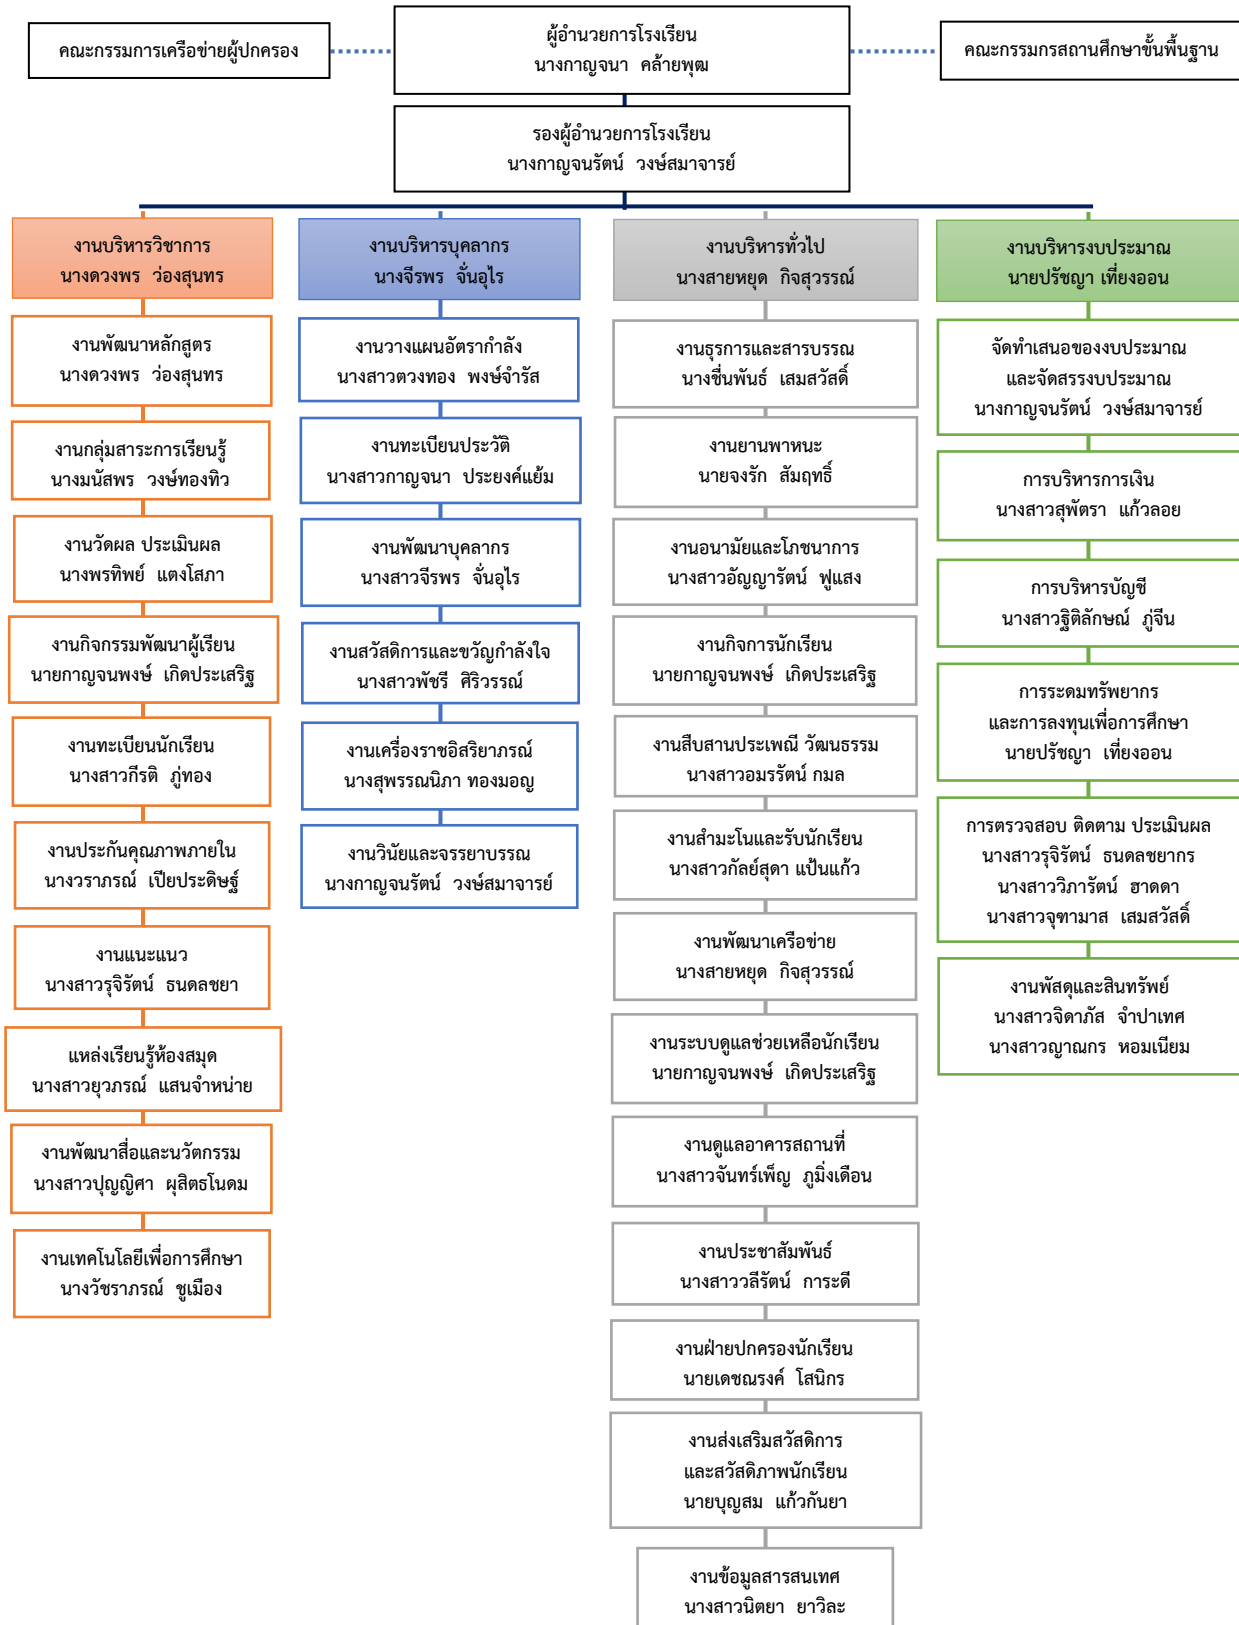 คณะกรรมการเครือข่ายผู้ปกครอง
ผู้อำนวยการโรงเรียน
นางกาญจนา คล้ายพุฒ
คณะกรรมกรสถานศึกษาขั้นพื้นฐาน
รองผู้อำนวยการโรงเรียน
นางกาญจนรัตน์ วงษ์สมาจารย์
งานบริหารวิชาการ
นางดวงพร ว่องสุนทร
งานพัฒนาหลักสูตร
นางดวงพร ว่องสุนทร
งานกลุ่มสาระการเรียนรู้
นางมนัสพร วงษ์ทองทิว
งานวัดผล ประเมินผล
นางพรทิพย์ แตงโสภา
งานกิจกรรมพัฒนาผู้เรียน
นายกาญจนพงษ์ เกิดประเสริฐ
งานทะเบียนนักเรียน
นางสาวกีรติ ภู่ทอง
งานประกันคุณภาพภายใน
นางวราภรณ์ เปียประดิษฐ์
งานแนะแนว
นางสาวรุจิรัตน์ ธนดลชยา
แหล่งเรียนรู้ห้องสมุด
นางสาวยุวภรณ์ แสนจำหน่าย
งานพัฒนาสื่อและนวัตกรรม
นางสาวปุญญิศา ผุสิตธโนดม
งานเทคโนโลยีเพื่อการศึกษา
นางวัชราภรณ์ ชูเมือง
งานบริหารบุคลากร
นางจีรพร จั่นอุไร
งานวางแผนอัตรากำลัง
นางสาวตวงทอง พงษ์จำรัส
งานทะเบียนประวัติ
นางสาวกาญจนา ประยงค์แย้ม
งานพัฒนาบุคลากร
นางสาวจีรพร จั่นอุไร
งานสวัสดิการและขวัญกำลังใจ
นางสาวพัชรี ศิริวรรณ์
งานเครื่องราชอิสริยาภรณ์
นางสุพรรณนิภา ทองมอญ
งานวินัยและจรรยาบรรณ
นางกาญจนรัตน์ วงษ์สมาจารย์
งานบริหารทั่วไป
นางสายหยุด กิจสุวรรณ์
งานธุรการและสารบรรณ
นางชื่นพันธ์ เสมสวัสดิ์
งานยานพาหนะ
นายจงรัก สัมฤทธิ์
งานอนามัยและโภชนาการ
นางสาวอัญญารัตน์ ฟูแสง
งานกิจการนักเรียน
นายกาญจนพงษ์ เกิดประเสริฐ
งานสืบสานประเพณี วัฒนธรรม
นางสาวอมรรัตน์ กมล
งานสำมะโนและรับนักเรียน
นางสาวกัลย์สุดา แป้นแก้ว
งานพัฒนาเครือข่าย
นางสายหยุด กิจสุวรรณ์
งานระบบดูแลช่วยเหลือนักเรียน
นายกาญจนพงษ์ เกิดประเสริฐ
งานดูแลอาคารสถานที่
นางสาวจันทร์เพ็ญ ภูมิ่งเดือน
งานประชาสัมพันธ์
นางสาววลีรัตน์ การะดี
งานฝ่ายปกครองนักเรียน
นายเดชณรงค์ โสนิกร
งานส่งเสริมสวัสดิการ
และสวัสดิภาพนักเรียน
นายบุญสม แก้วกันยา
งานข้อมูลสารสนเทศ
นางสาวนิตยา ยาวิละ
งานบริหารงบประมาณ
นายปรัชญา เที่ยงออน
จัดทำเสนอของบประมาณ
และจัดสรรงบประมาณ
นางกาญจนรัตน์ วงษ์สมาจารย์
การบริหารการเงิน
นางสาวสุพัตรา แก้วลอย
การบริหารบัญชี
นางสาวฐิติลักษณ์ ภู่จีน
การระดมทรัพยากร
และการลงทุนเพื่อการศึกษา
นายปรัชญา เที่ยงออน
การตรวจสอบ ติดตาม ประเมินผล
นางสาวรุจิรัตน์ ธนดลชยากร
นางสาววิภารัตน์ ฮาดดา
นางสาวจุฑามาส เสมสวัสดิ์
งานพัสดุและสินทรัพย์
นางสาวจิดาภัส จำปาเทศ
นางสาวญาณกร หอมเนียม